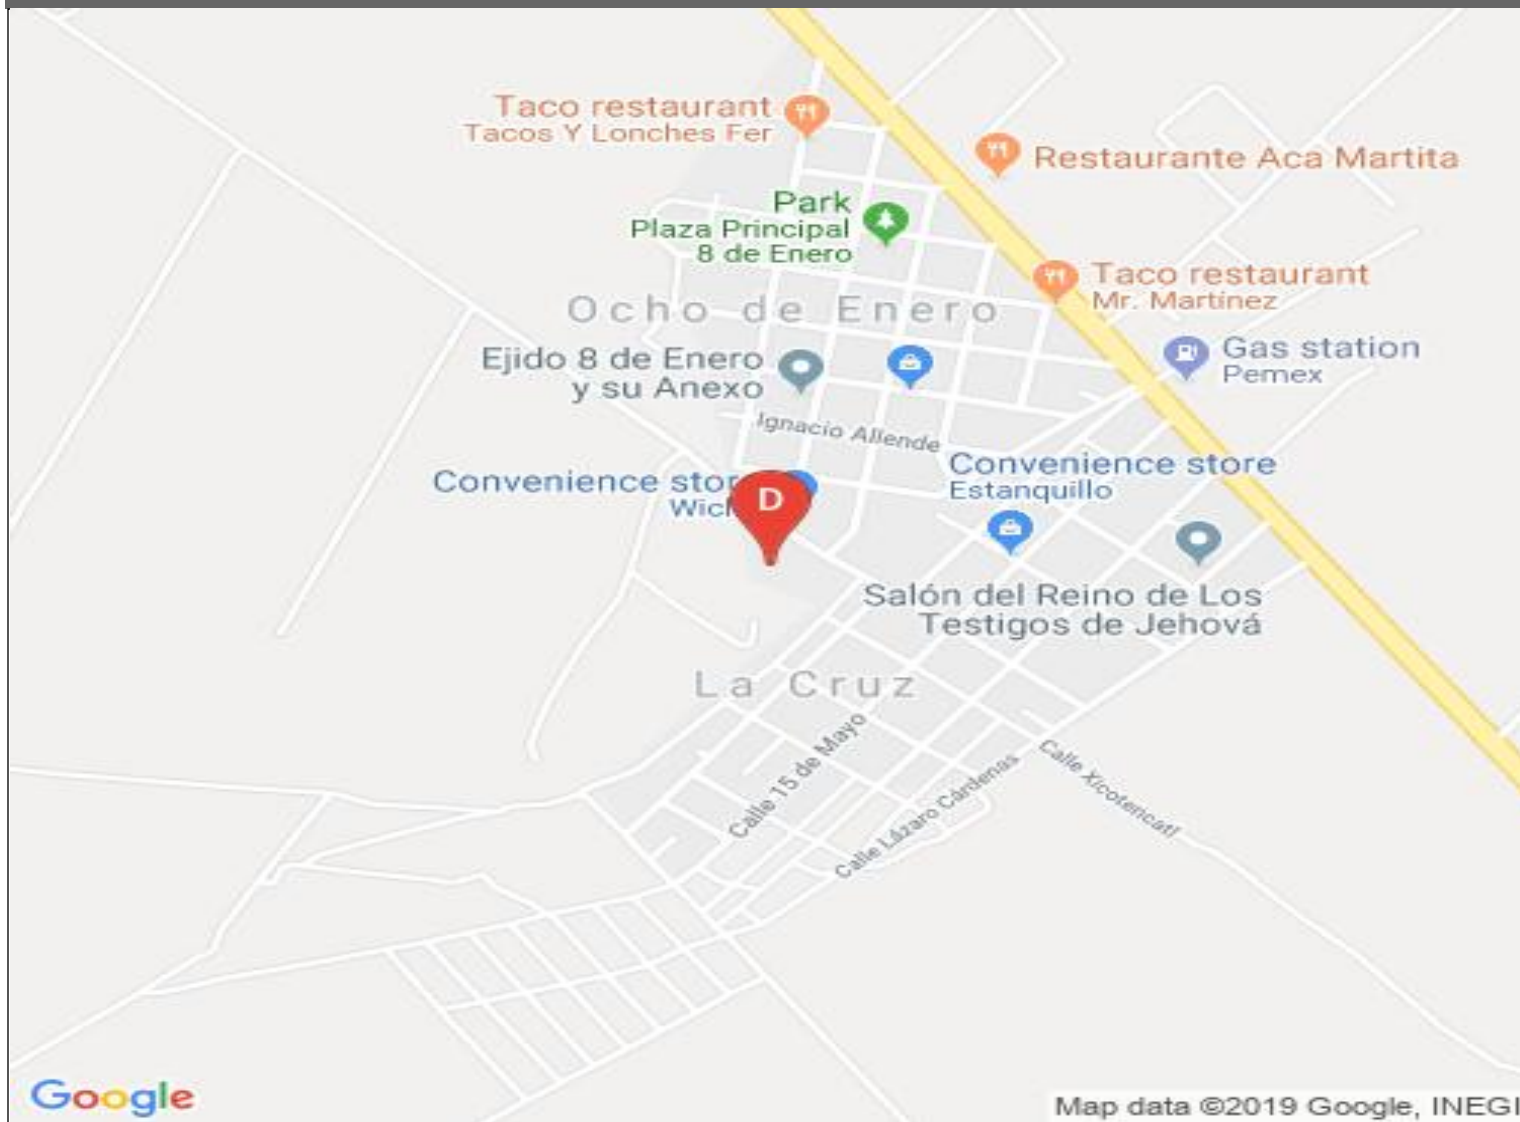 Taco restaurant
Tacos Y Lonches Fer
Restaurante Aca Martita
Park
Plaza Principal
8 de Enero
Taco restaurant
Mr. Martínez
Ocho de Enero
Gas station
Pemex
Ejido 8 de Enero
y su Anexo
Ignacio Allende
Convenience store
Estanquillo
Convenience
D
Salón del Reino de Los
Testigos de Jehová
La Cruz
Calle 15 de Mayo
Calle Xicotencatl
Calle Lázaro Cárdenas
Google
Map data ©2019 Google, INEGI